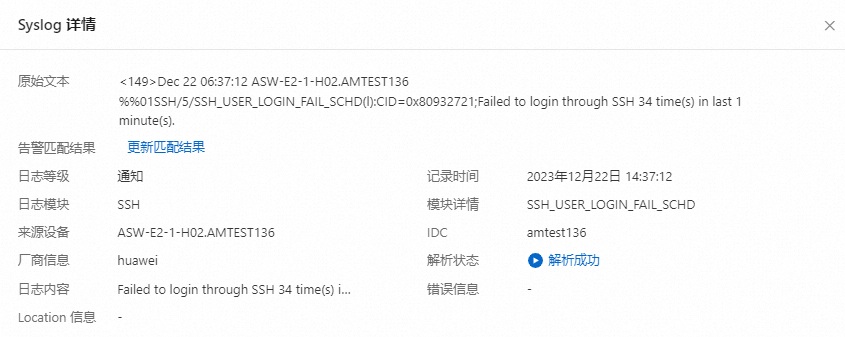 Syslog 详情
原始文本 <149>Dec 22 06:37:12 ASW-E2-1-H02.AMTEST136
%%01SSH/5/SSH_USER_LOGIN_FAIL_SCHD(l):CID=0x80932721;Failed to login through SSH 34 time(s) in last 1
minute(s).
告警匹配结果 更新匹配结果
日志等级 通知 记录时间 2023年12月22日 14:37:12
日志模块 SSH 模块详情 SSH_USER_LOGIN_FAIL_SCHD
来源设备 ASW-E2-1-H02.AMTEST136 IDC amtest136
厂商信息 huawei 解析状态 解析成功
日志内容 Failed to login through SSH 34 time(s) i... 错误信息 -
Location 信息 -